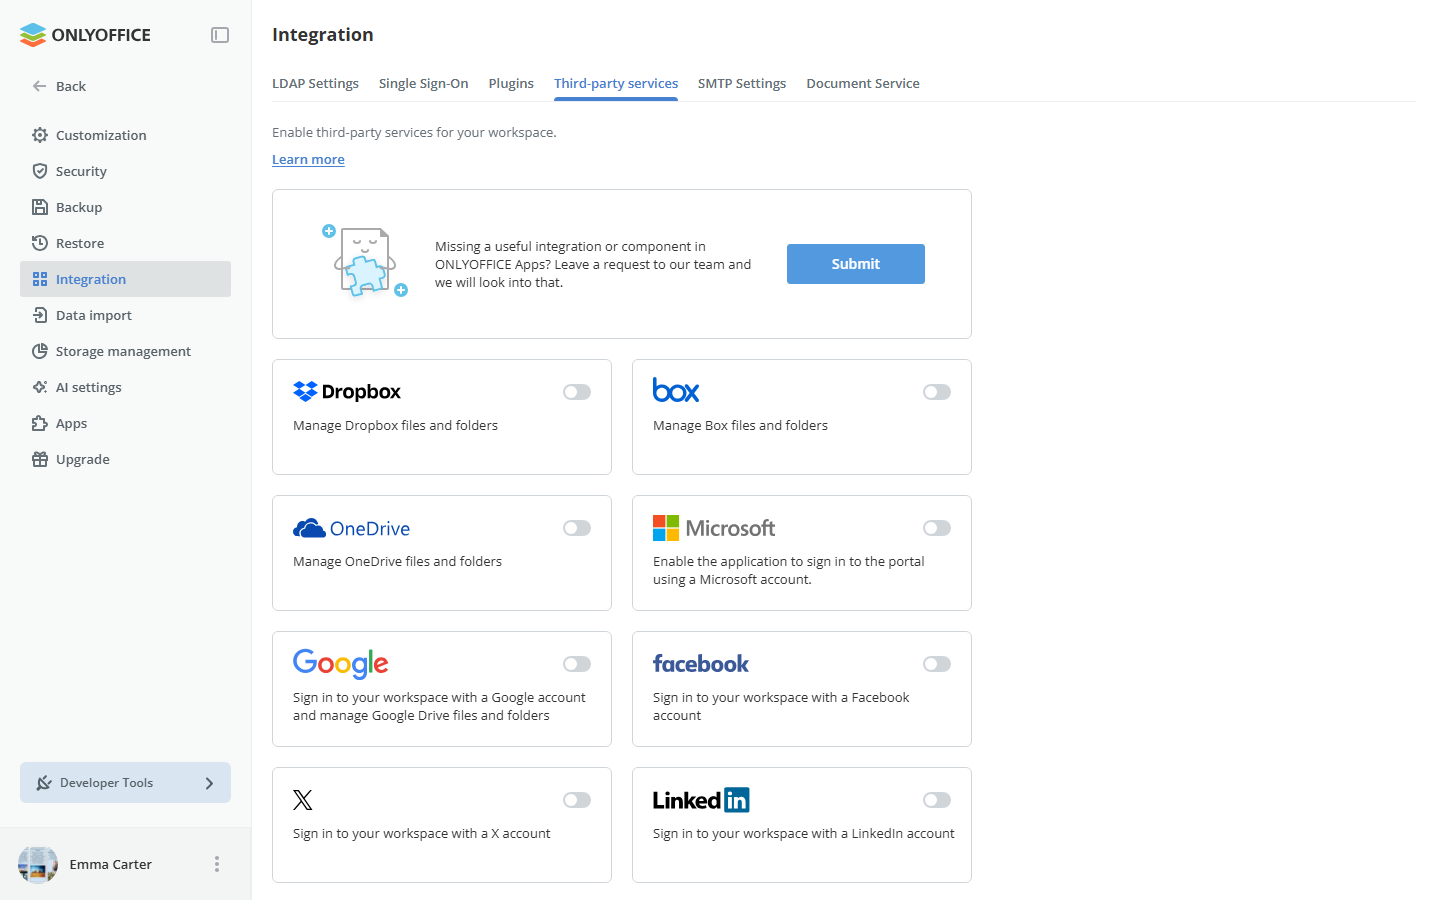 ONLYOFFICE
Back
Customization
Security
Backup
Restore
Integration
Data import
Storage management
AI settings
Apps
Upgrade
Developer Tools
Emma Carter
Integration
LDAP Settings
Single Sign-On
Plugins
Third-party services
SMTP Settings
Document Service
Enable third-party services for your workspace.
Learn more
Missing a useful integration or component in
ONLYOFFICE Apps? Leave a request to our team and
we will look into that.
Submit
Dropbox
Manage Dropbox files and folders
box
Manage Box files and folders
OneDrive
Manage OneDrive files and folders
Microsoft
Enable the application to sign in to the portal
using a Microsoft account.
Google
Sign in to your workspace with a Google account
and manage Google Drive files and folders
facebook
Sign in to your workspace with a Facebook
account
X
Sign in to your workspace with a X account
Linked in
Sign in to your workspace with a LinkedIn account